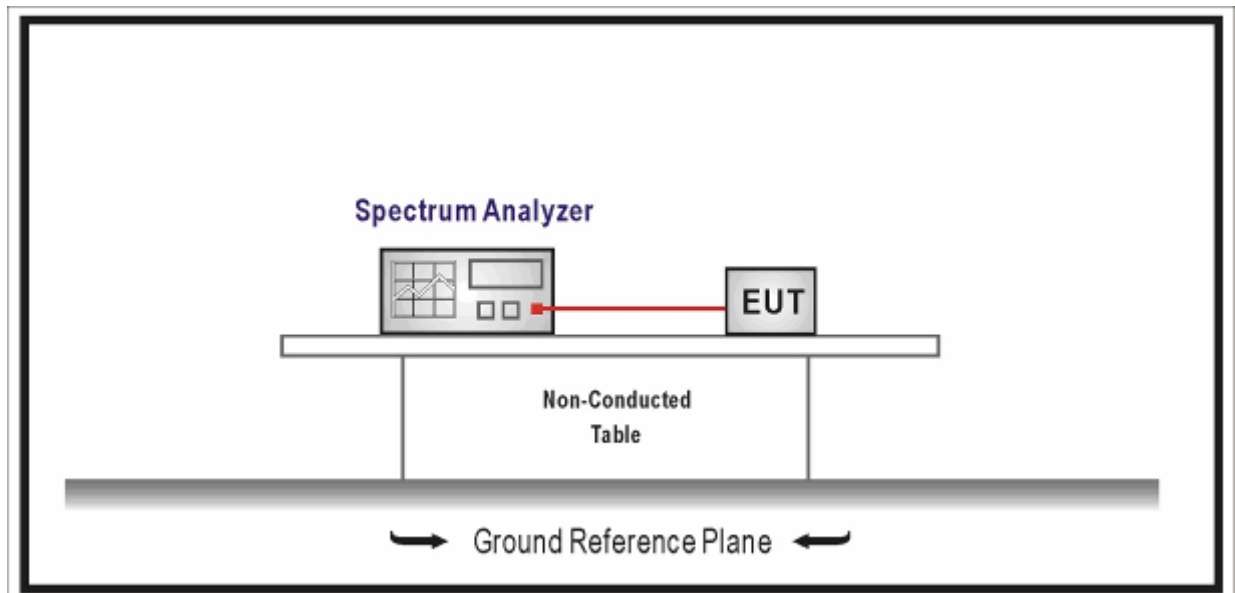 Spectrum Analyzer
EUT
Non-Conducted
Table
Ground Reference Plane